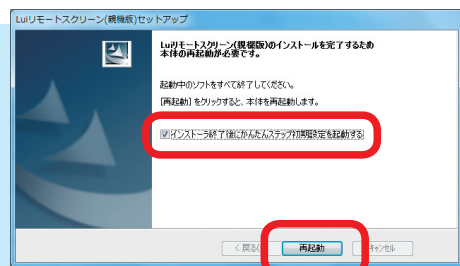 Luiリモートスクリーン(親機版)セットアップ
Luiリモートスクリーン(親機版)のインストールを完了するため
本体の再起動が必要です。
起動中のソフトをすべて終了してください。
[再起動] をクリックすると、本体を再起動します。
インストーラ終了後にかんたんステップ初期設定を起動する
< 戻る
再起動
キャンセル